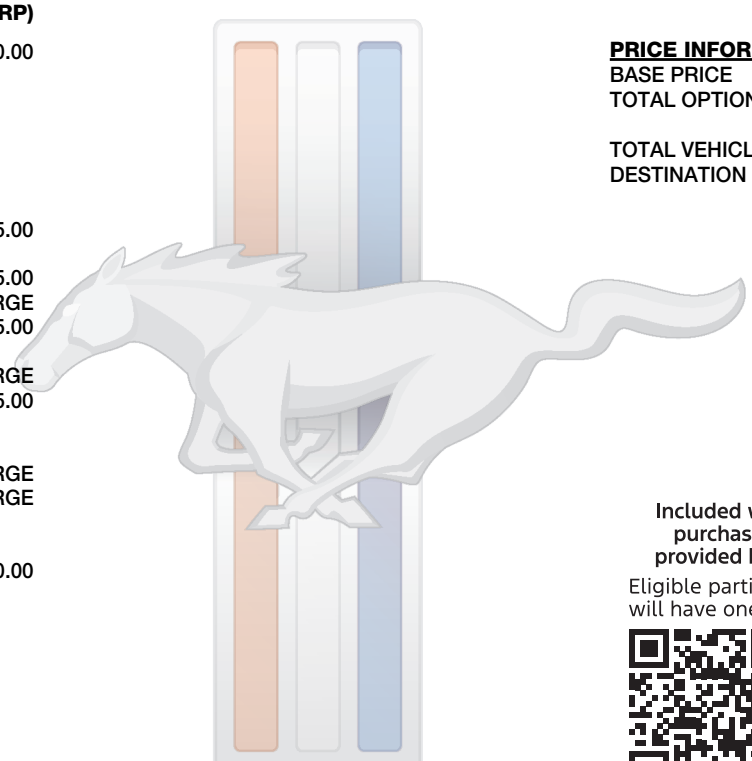 RP)
0.00
5.00
5.00
RGE
5.00
RGE
5.00
RGE
RGE
0.00
PRICE INFOR
BASE PRICE
TOTAL OPTION
TOTAL VEHICL
DESTINATION
Included
purchas
provided
Eligible parti
will have one